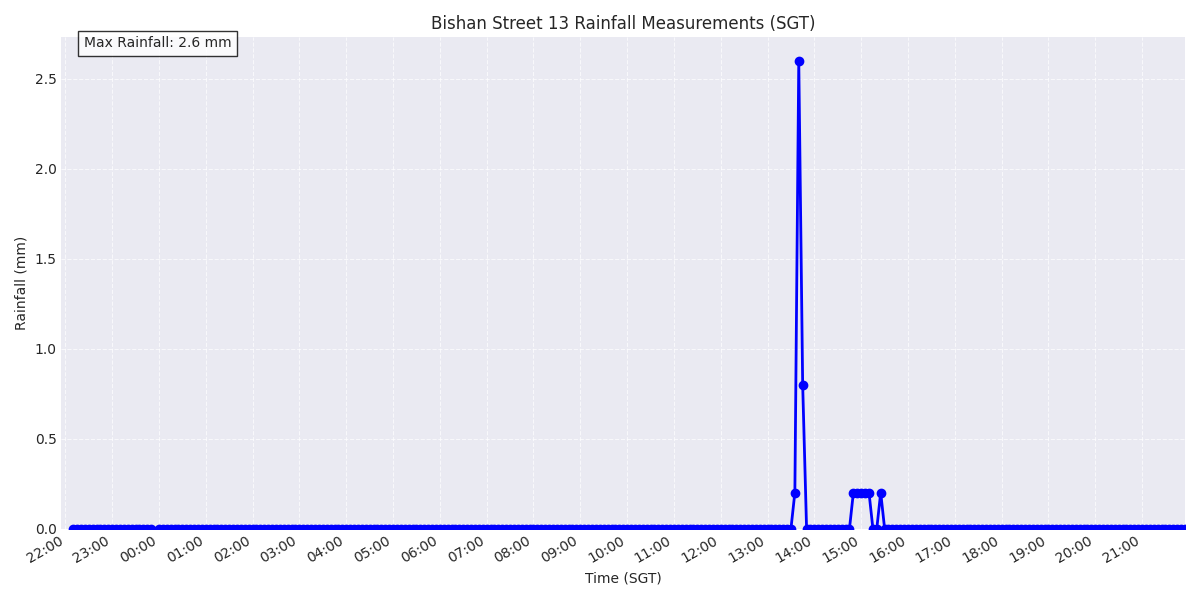 Bishan Street 13 Rainfall Measurements (SGT)
Max Rainfall: 2.6 mm
2.5
2.0
1.5
1.0
0.5
0.0
Rainfall (mm)
22:00 23:00 00:00 01:00 02:00 03:00 04:00 05:00 06:00 07:00 08:00 09:00 10:00 11:00 12:00 13:00 14:00 15:00 16:00 17:00 18:00 19:00 20:00 21:00
Time (SGT)